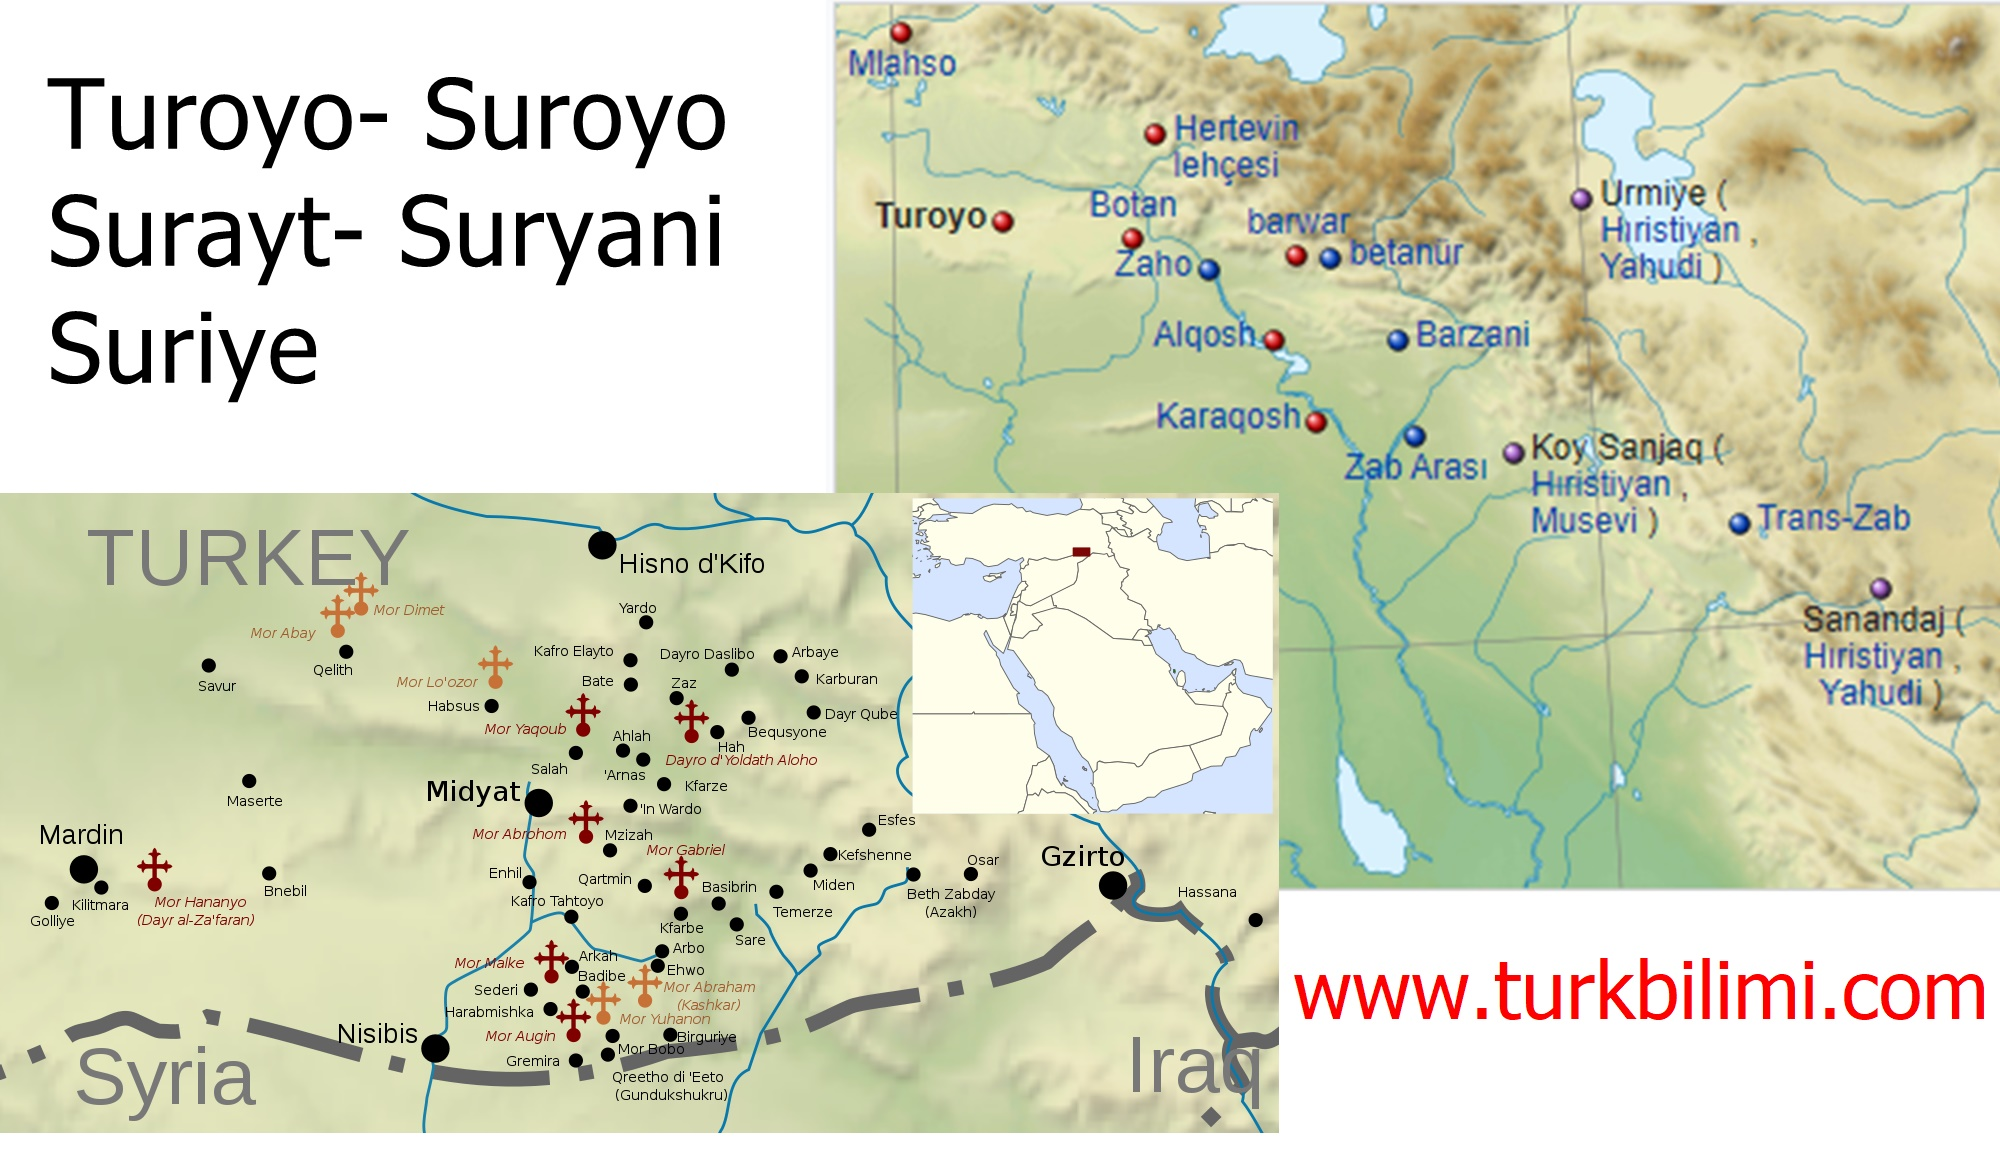 Turoyo- Suroyo
Surayt- Suryani
Suriye
Mlahso
Hertevin
lehçesi
Botan
Turoyo
barwar
betanür
Zaho
Urmiye (
Hıristiyan ,
Yahudi )
Alqosh
Barzani
Karaqosh
Zab Arası
Koy Sanjaq (
Hıristiyan ,
Musevi )
Trans-Zab
Sanandaj (
Hıristiyan ,
Yahudi )
TURKEY
Hisno d'Kifo
Mor Dimet
Mor Abay
Yardo
Qelith
Savur
Kafro Elayto
Dayro Daslibo
Arbaye
Mor Lo'ozor
Bate
Zaz
Karburan
Habsus
Mor Yaqoub
Dayr Qube
Ahlah
Hah
Bequsyone
Salah
'Arnas
Dayro d'Yoldath Aloho
Kfarze
Midyat
Maserte
'In Wardo
Mor Abrohom
Mzizah
Esfes
Mardin
Mor Gabriel
Kefshenne
Gzirto
Osar
Enhil
Qartmin
Basibrin
Miden
Bnebil
Beth Zabday
(Azakh)
Hassana
Kilitmara
Mor Hananyo
(Dayr al-Za'faran)
Golliye
Kafro Tahtoyo
Temerze
Kfarbe
Sare
Arbo
Mor Malke
Arkah
Ehwo
Badibe
Sederi
Mor Abraham
(Kashkar)
Harabmishka
Mor Yuhanon
Nisibis
Mor Augin
Birguriye
Mor Bobo
Gremira
Qreetho di 'Eeto
(Gundukshukru)
Syria
Iraq
www.turkbilimi.com